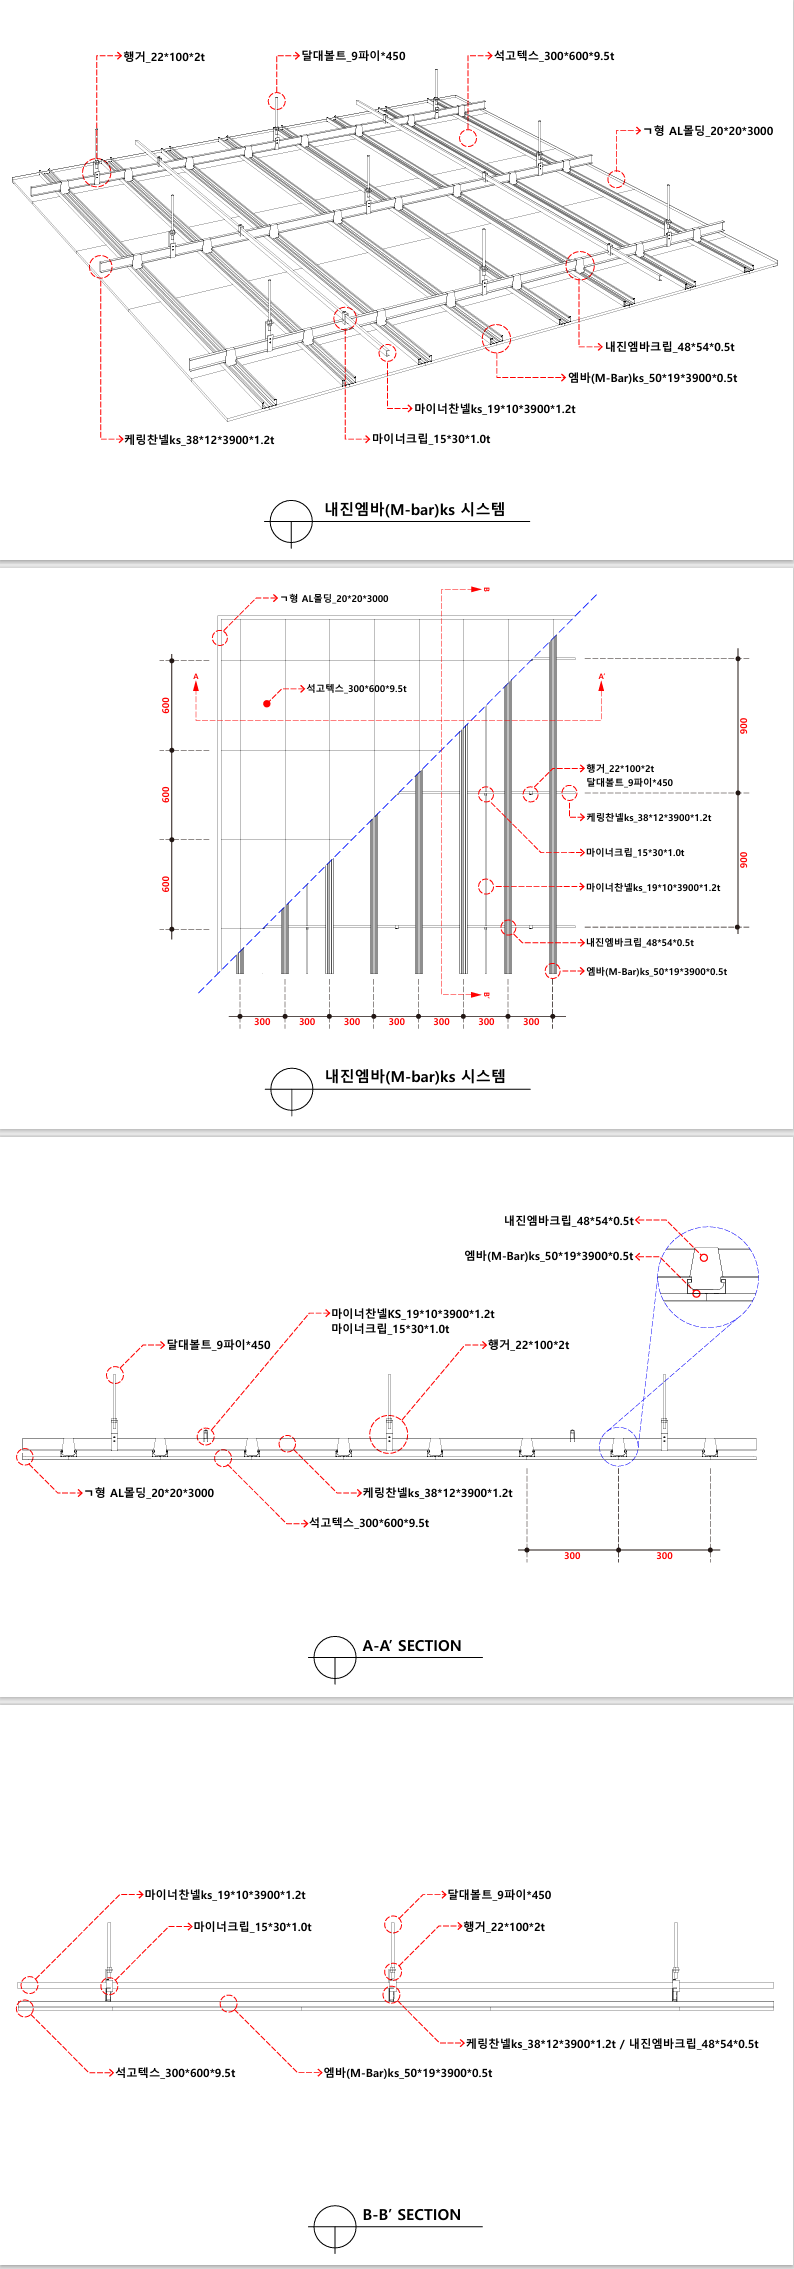 행거_22*100*2t
달대볼트_9파이*450
석고텍스_300*600*9.5t
ㄱ형 AL몰딩_20*20*3000
내진엠바크립_48*54*0.5t
엠바(M-Bar)ks_50*19*3900*0.5t
마이너찬넬ks_19*10*3900*1.2t
케링찬넬ks_38*12*3900*1.2t
마이너크립_15*30*1.0t
내진엠바(M-bar)ks 시스템
B
ㄱ형 AL몰딩_20*20*3000
A
A'
석고텍스_300*600*9.5t
600
900
행거_22*100*2t
달대볼트_9파이*450
600
케링찬넬ks_38*12*3900*1.2t
마이너크립_15*30*1.0t
900
600
마이너찬넬ks_19*10*3900*1.2t
내진엠바크립_48*54*0.5t
엠바(M-Bar)ks_50*19*3900*0.5t
B'
300 300 300 300 300 300 300
내진엠바(M-bar)ks 시스템
내진엠바크립_48*54*0.5t
엠바(M-Bar)ks_50*19*3900*0.5t
마이너찬넬KS_19*10*3900*1.2t
마이너크립_15*30*1.0t
달대볼트_9파이*450
행거_22*100*2t
ㄱ형 AL몰딩_20*20*3000
케링찬넬ks_38*12*3900*1.2t
석고텍스_300*600*9.5t
300 300
A-A’ SECTION
마이너찬넬ks_19*10*3900*1.2t
달대볼트_9파이*450
마이너크립_15*30*1.0t
행거_22*100*2t
케링찬넬ks_38*12*3900*1.2t / 내진엠바크립_48*54*0.5t
석고텍스_300*600*9.5t
엠바(M-Bar)ks_50*19*3900*0.5t
B-B’ SECTION